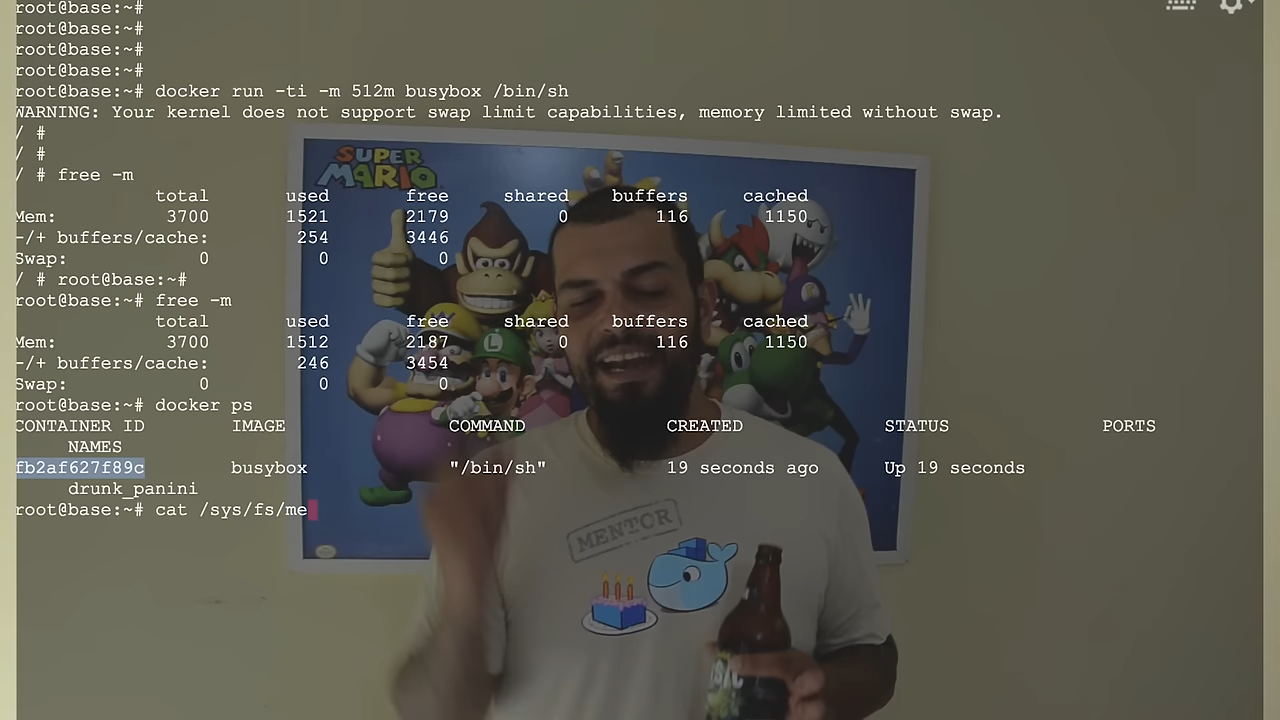 root@base:~#
root@base:~#
root@base:~#
root@base:~#
root@base:~# docker run -ti -m 512m busybox /bin/sh
WARNING: Your kernel does not support swap limit capabilities, memory limited without swap.
/ #
/ #
/ # free -m
total used free shared buffers cached
Mem: 3700 1521 2179 0 116 1150
-/+ buffers/cache: 254 3446
Swap: 0 0 0
/ # root@base:~#
root@base:~# free -m
total used free shared buffers cached
Mem: 3700 1512 2187 0 116 1150
-/+ buffers/cache: 246 3454
Swap: 0 0 0
root@base:~# docker ps
CONTAINER ID IMAGE COMMAND CREATED STATUS PORTS
NAMES
fb2af627f89c busybox "/bin/sh" 19 seconds ago Up 19 seconds
drunk_panini
root@base:~# cat /sys/fs/me
SUPER
MARIO
L
MENTOR